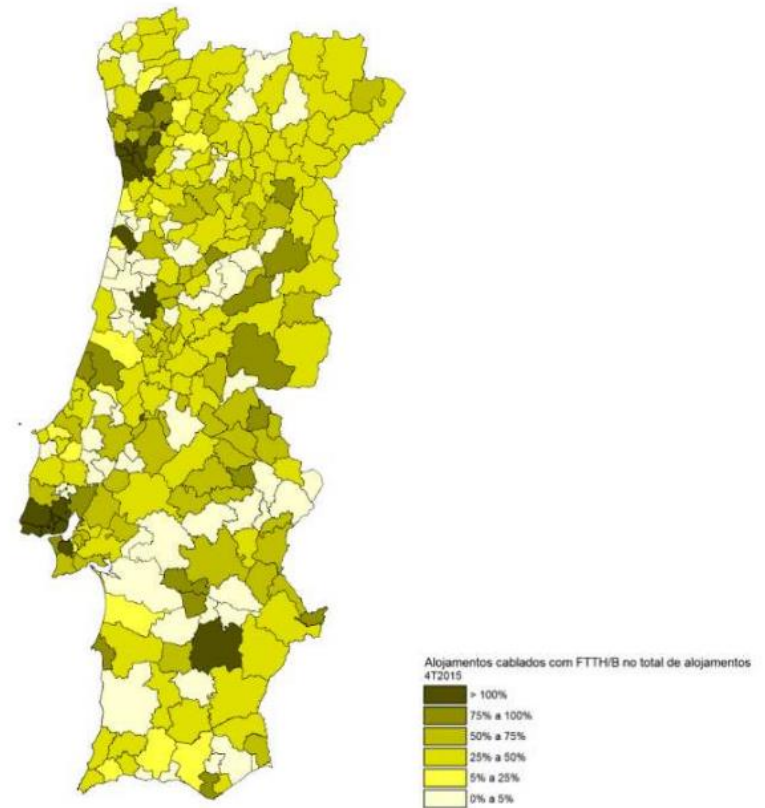 Alojamentos cablados com FTTH/B no total de alojamentos
4T2015
> 100%
75% a 100%
50% a 75%
25% a 50%
5% a 25%
0% a 5%